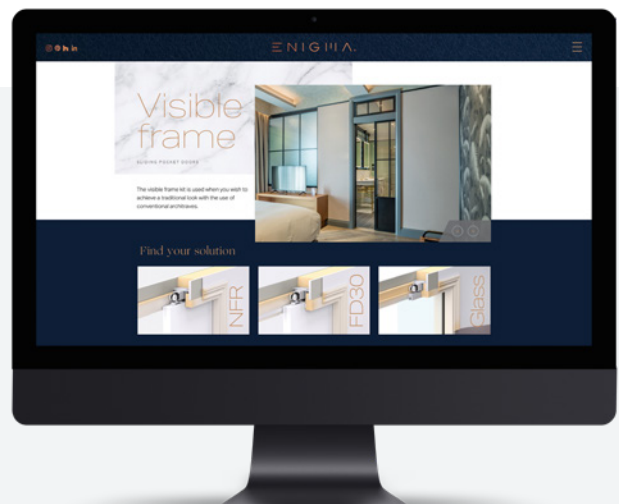 ENIGMA.
Visible
frame
SLIDING POCKET DOORS
The visible frame kit is used when you wish to
achieve a traditional look with the use of
conventional architraves.
Find your solution
NFR
FD30
Glass